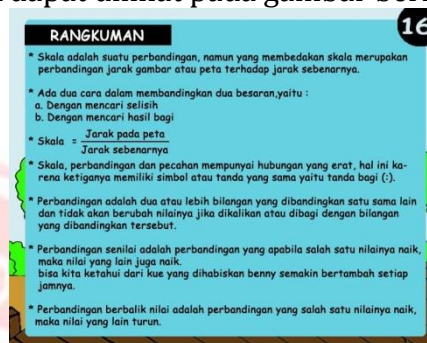 16
RANGKUMAN
* Skala adalah suatu perbandingan, namun yang membedakan skala merupakan
perbandingan jarak gambar atau peta terhadap jarak sebenarnya.
* Ada dua cara dalam membandingkan dua besaran,yaitu :
a. Dengan mencari selisih
b. Dengan mencari hasil bagi
* Skala = Jarak pada peta
Jarak sebenarnya
* Skala, perbandingan dan pecahan mempunyai hubungan yang erat, hal ini ka-
rena ketiganya memiliki simbol atau tanda yang sama yaitu tanda bagi (:).
* Perbandingan adalah dua atau lebih bilangan yang dibandingkan satu sama lain
dan tidak akan berubah nilainya jika dikalikan atau dibagi dengan bilangan
yang dibandingkan tersebut.
* Perbandingan senilai adalah perbandingan yang apabila salah satu nilainya naik,
maka nilai yang lain juga naik.
bisa kita ketahui dari kue yang dihabiskan benny semakin bertambah setiap
jamnya.
* Perbandingan berbalik nilai adalah perbandingan yang salah satu nilainya naik,
maka nilai yang lain turun.